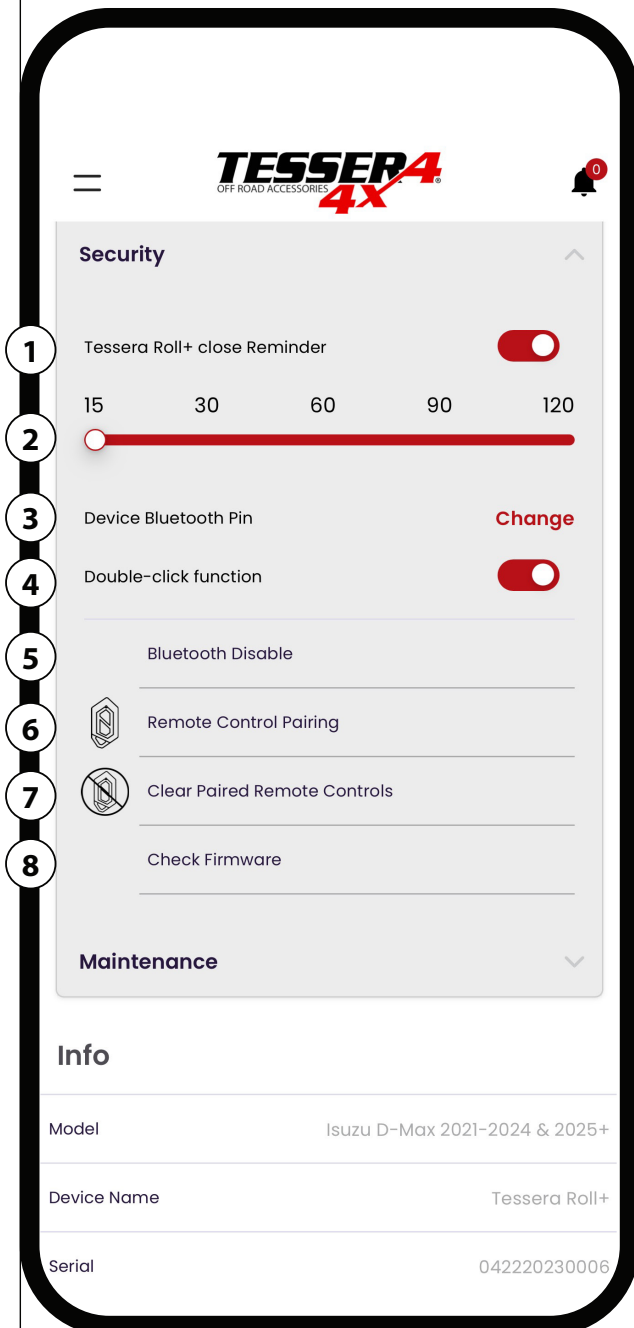 TESSER4
OFF ROAD ACCESSORIES
4X
0
Security
1 Tessera Roll+ close Reminder
15 30 60 90 120
2
3 Device Bluetooth Pin Change
4 Double-click function
5 Bluetooth Disable
6 Remote Control Pairing
7 Clear Paired Remote Controls
8 Check Firmware
Maintenance
Info
Model Isuzu D-Max 2021-2024 & 2025+
Device Name Tessera Roll+
Serial 042220230006